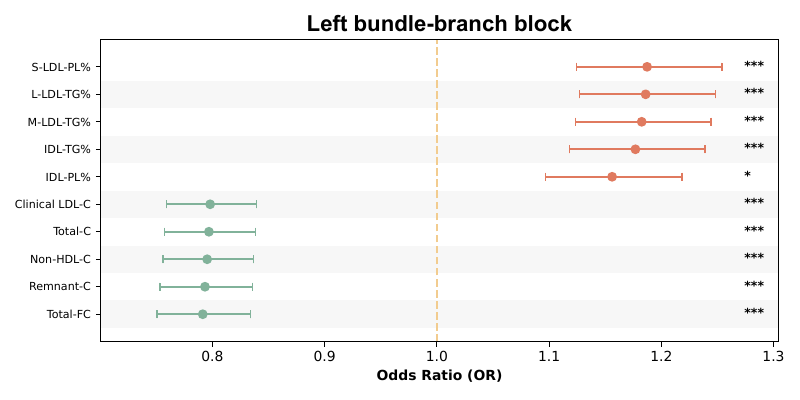 Left bundle-branch block
S-LDL-PL% ***
L-LDL-TG% ***
M-LDL-TG% ***
IDL-TG% ***
IDL-PL% *
Clinical LDL-C ***
Total-C ***
Non-HDL-C ***
Remnant-C ***
Total-FC ***
0.8 0.9 1.0 1.1 1.2 1.3
Odds Ratio (OR)